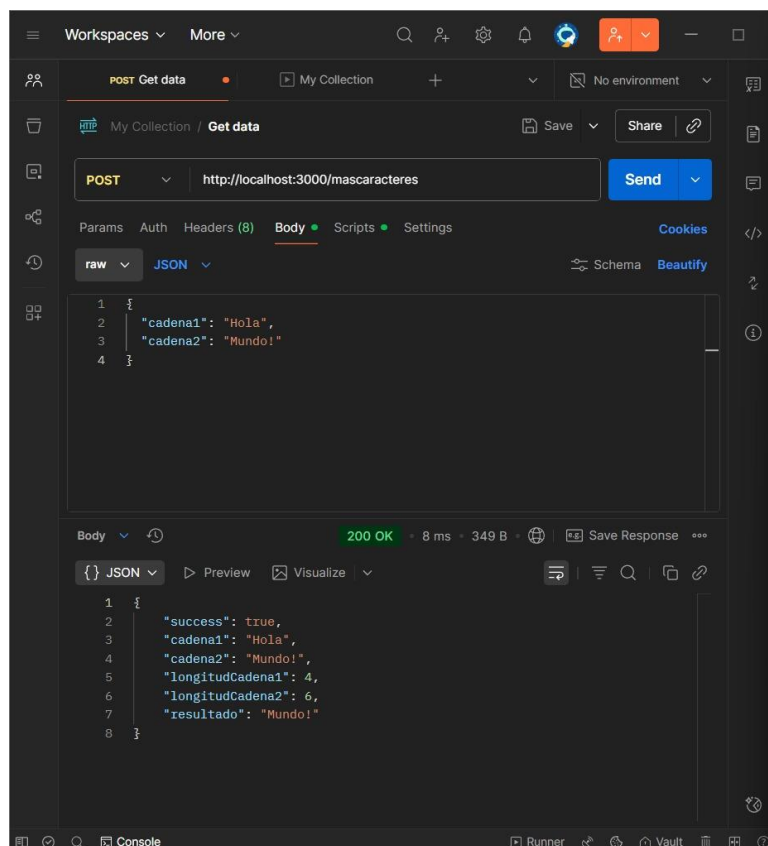 Workspaces More
POST Get data My Collection No environment
HTTP My Collection / Get data Save Share
POST http://localhost:3000/mascaracteres Send
Params Auth Headers (8) Body Scripts Settings Cookies
raw JSON Schema Beautify
1 {
2 "cadena1": "Hola",
3 "cadena2": "Mundo!"
4 }
Body 200 OK 8 ms 349 B e.g. Save Response
{} JSON Preview Visualize
1 {
2 "success": true,
3 "cadena1": "Hola",
4 "cadena2": "Mundo!",
5 "longitudCadena1": 4,
6 "longitudCadena2": 6,
7 "resultado": "Mundo!"
8 }
Console Runner Vault